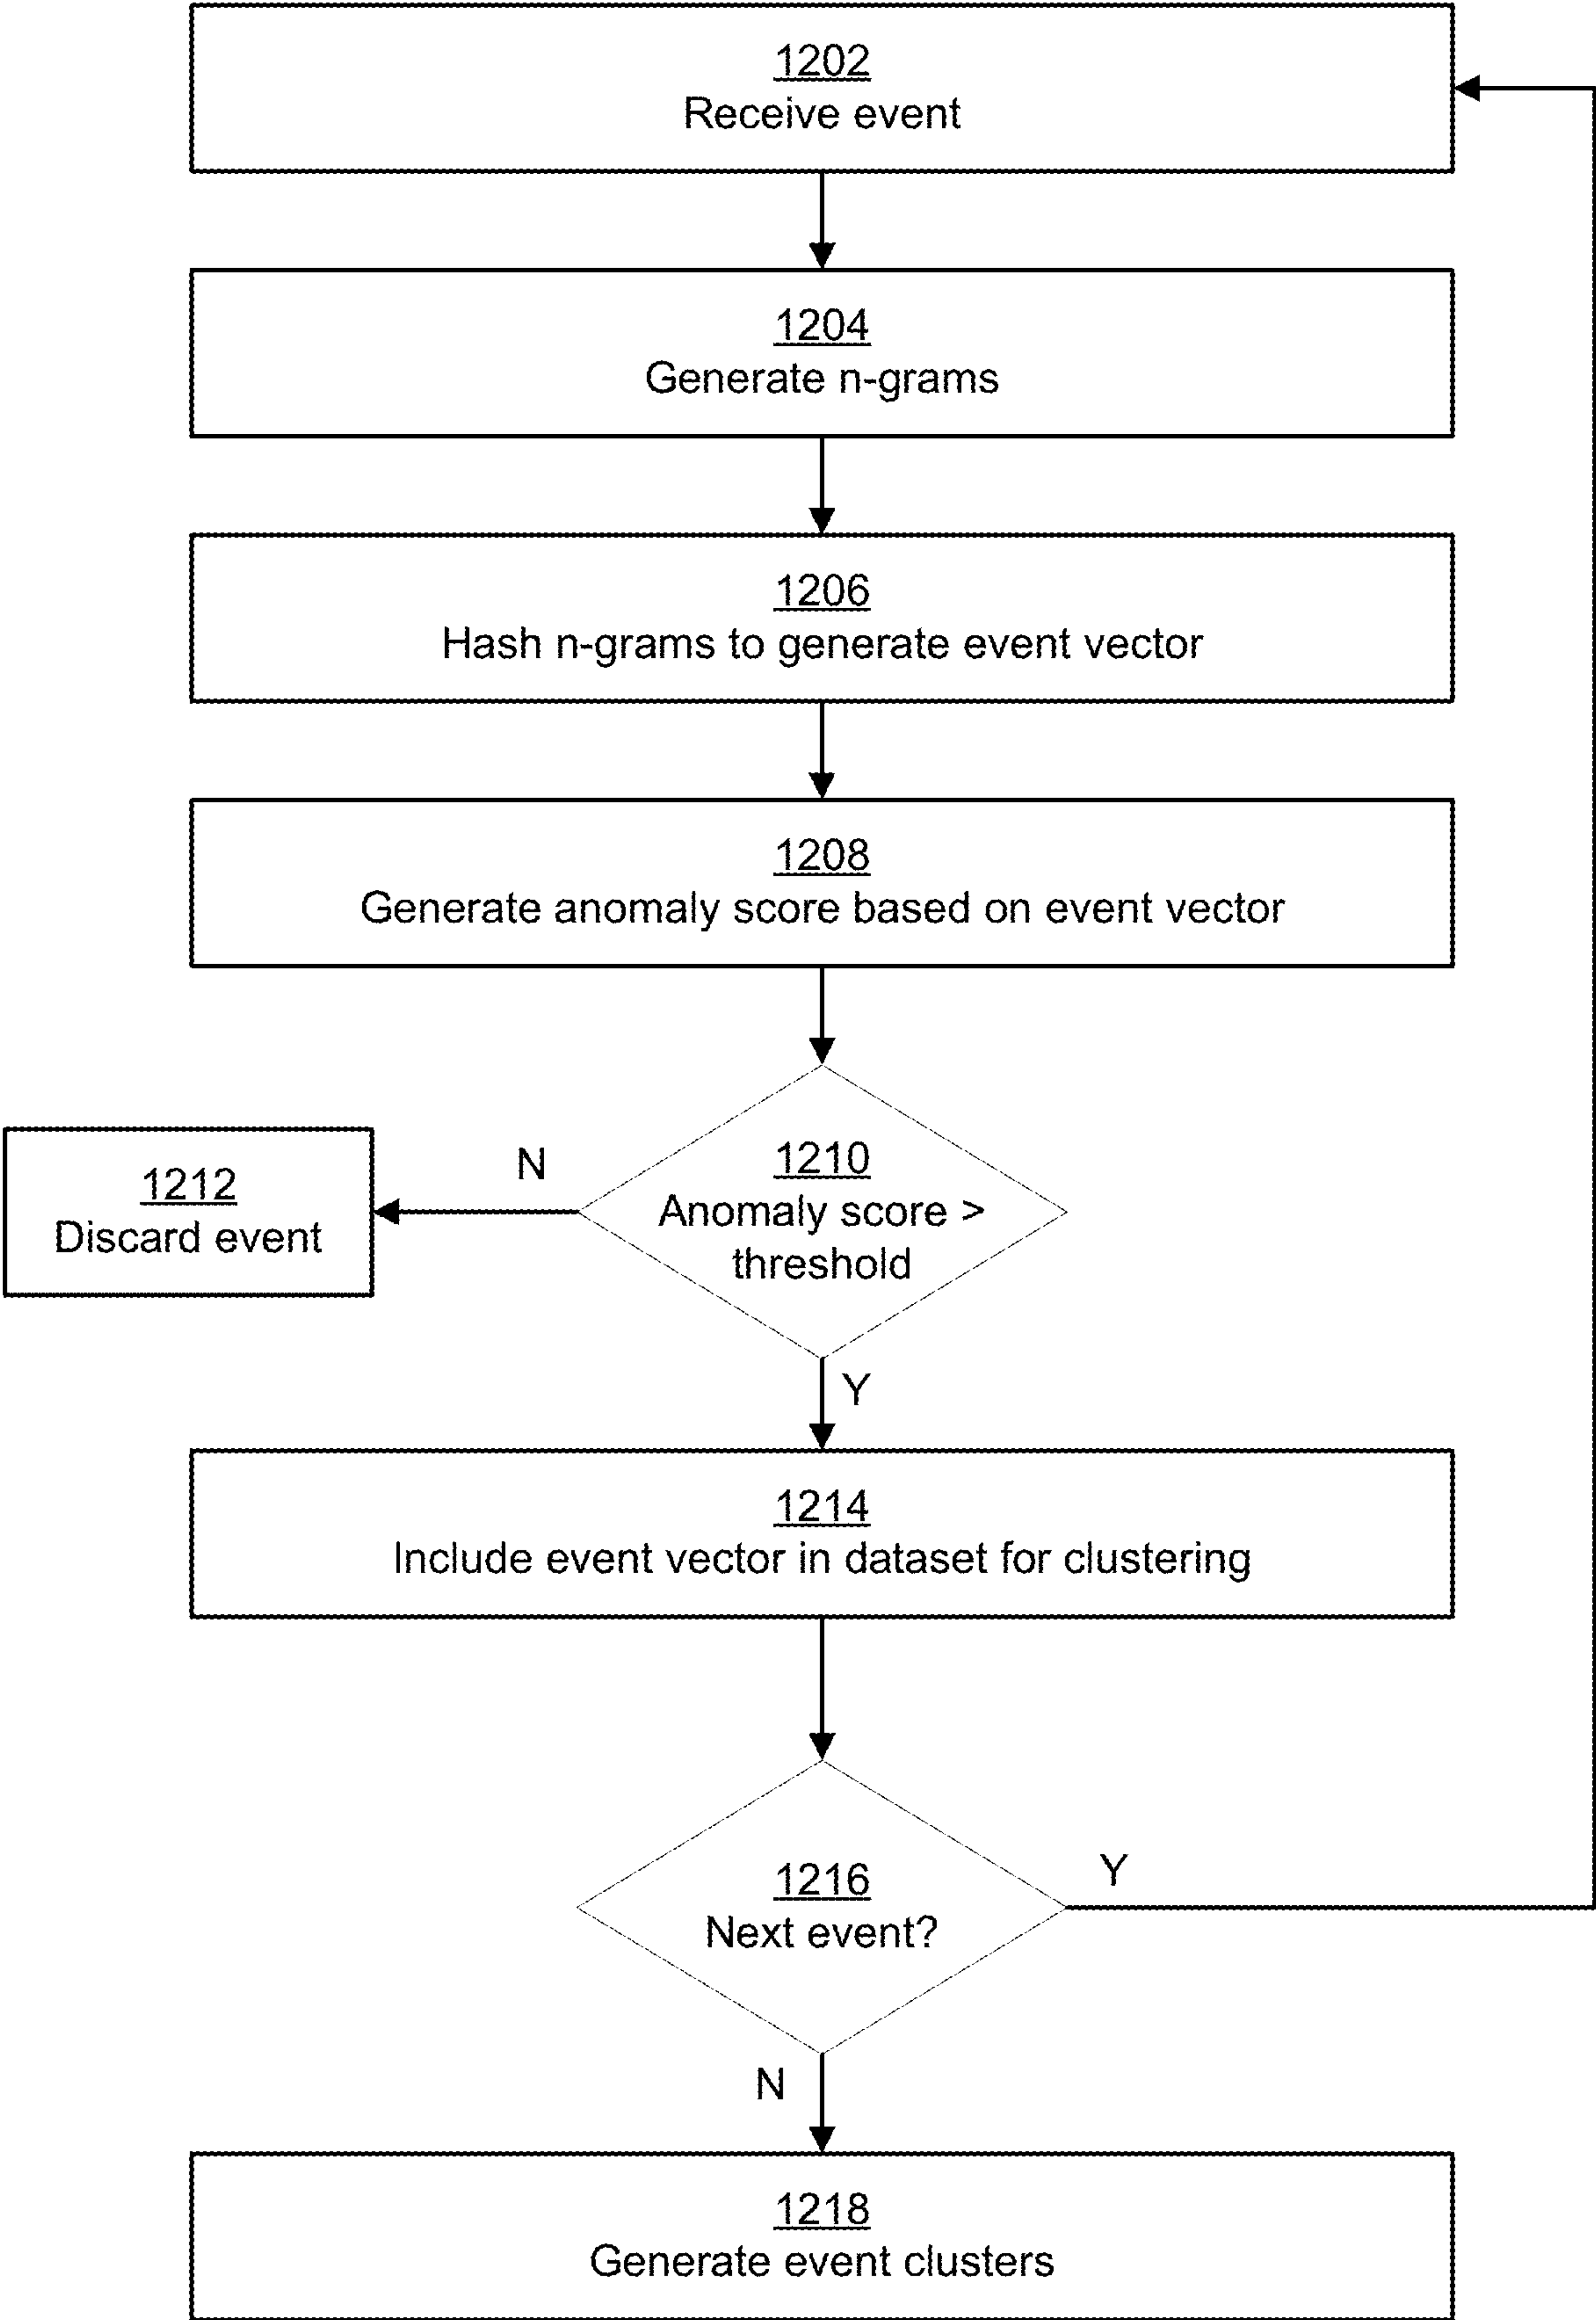 1202
Receive event
1204
Generate n-grams
1206
Hash n-grams to generate event vector
1208
Generate anomaly score based on event vector
N
1210
Anomaly score >
threshold
1212
Discard event
Y
1214
Include event vector in dataset for clustering
1216
Next event?
Y
N
1218
Generate event clusters